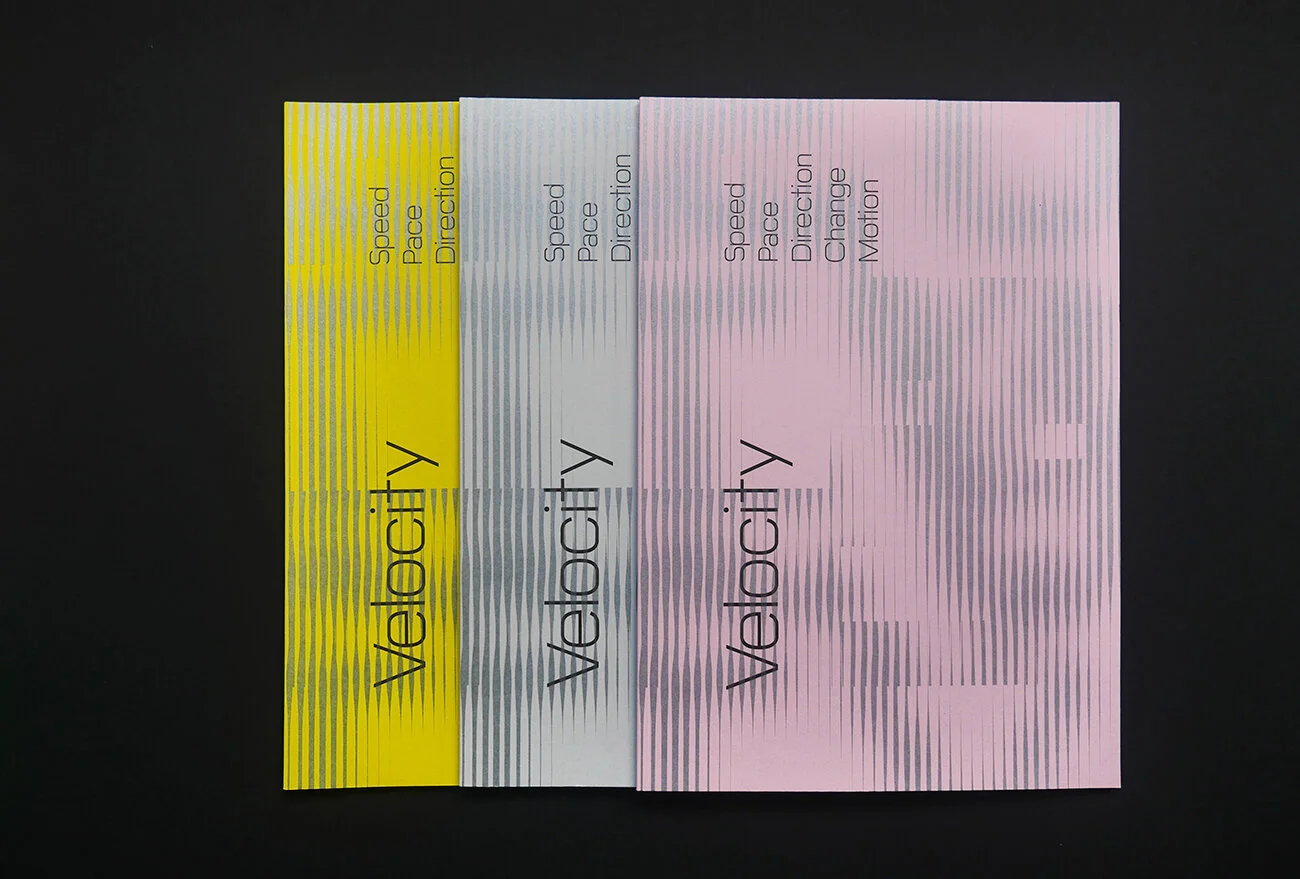 Speed
Pace
Direction
Velocity
Speed
Pace
Direction
Velocity
Speed
Pace
Direction
Change
Motion
Velocity